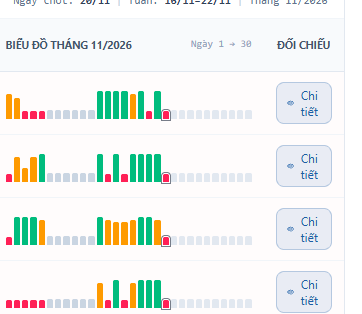 Ngày chốt: 20/11 | Tuần: 16/11–22/11 | Tháng 11/2026
BIỂU ĐỒ THÁNG 11/2026 Ngày 1 → 30 ĐỐI CHIẾU
Chi
tiết
Chi
tiết
Chi
tiết
Chi
tiết